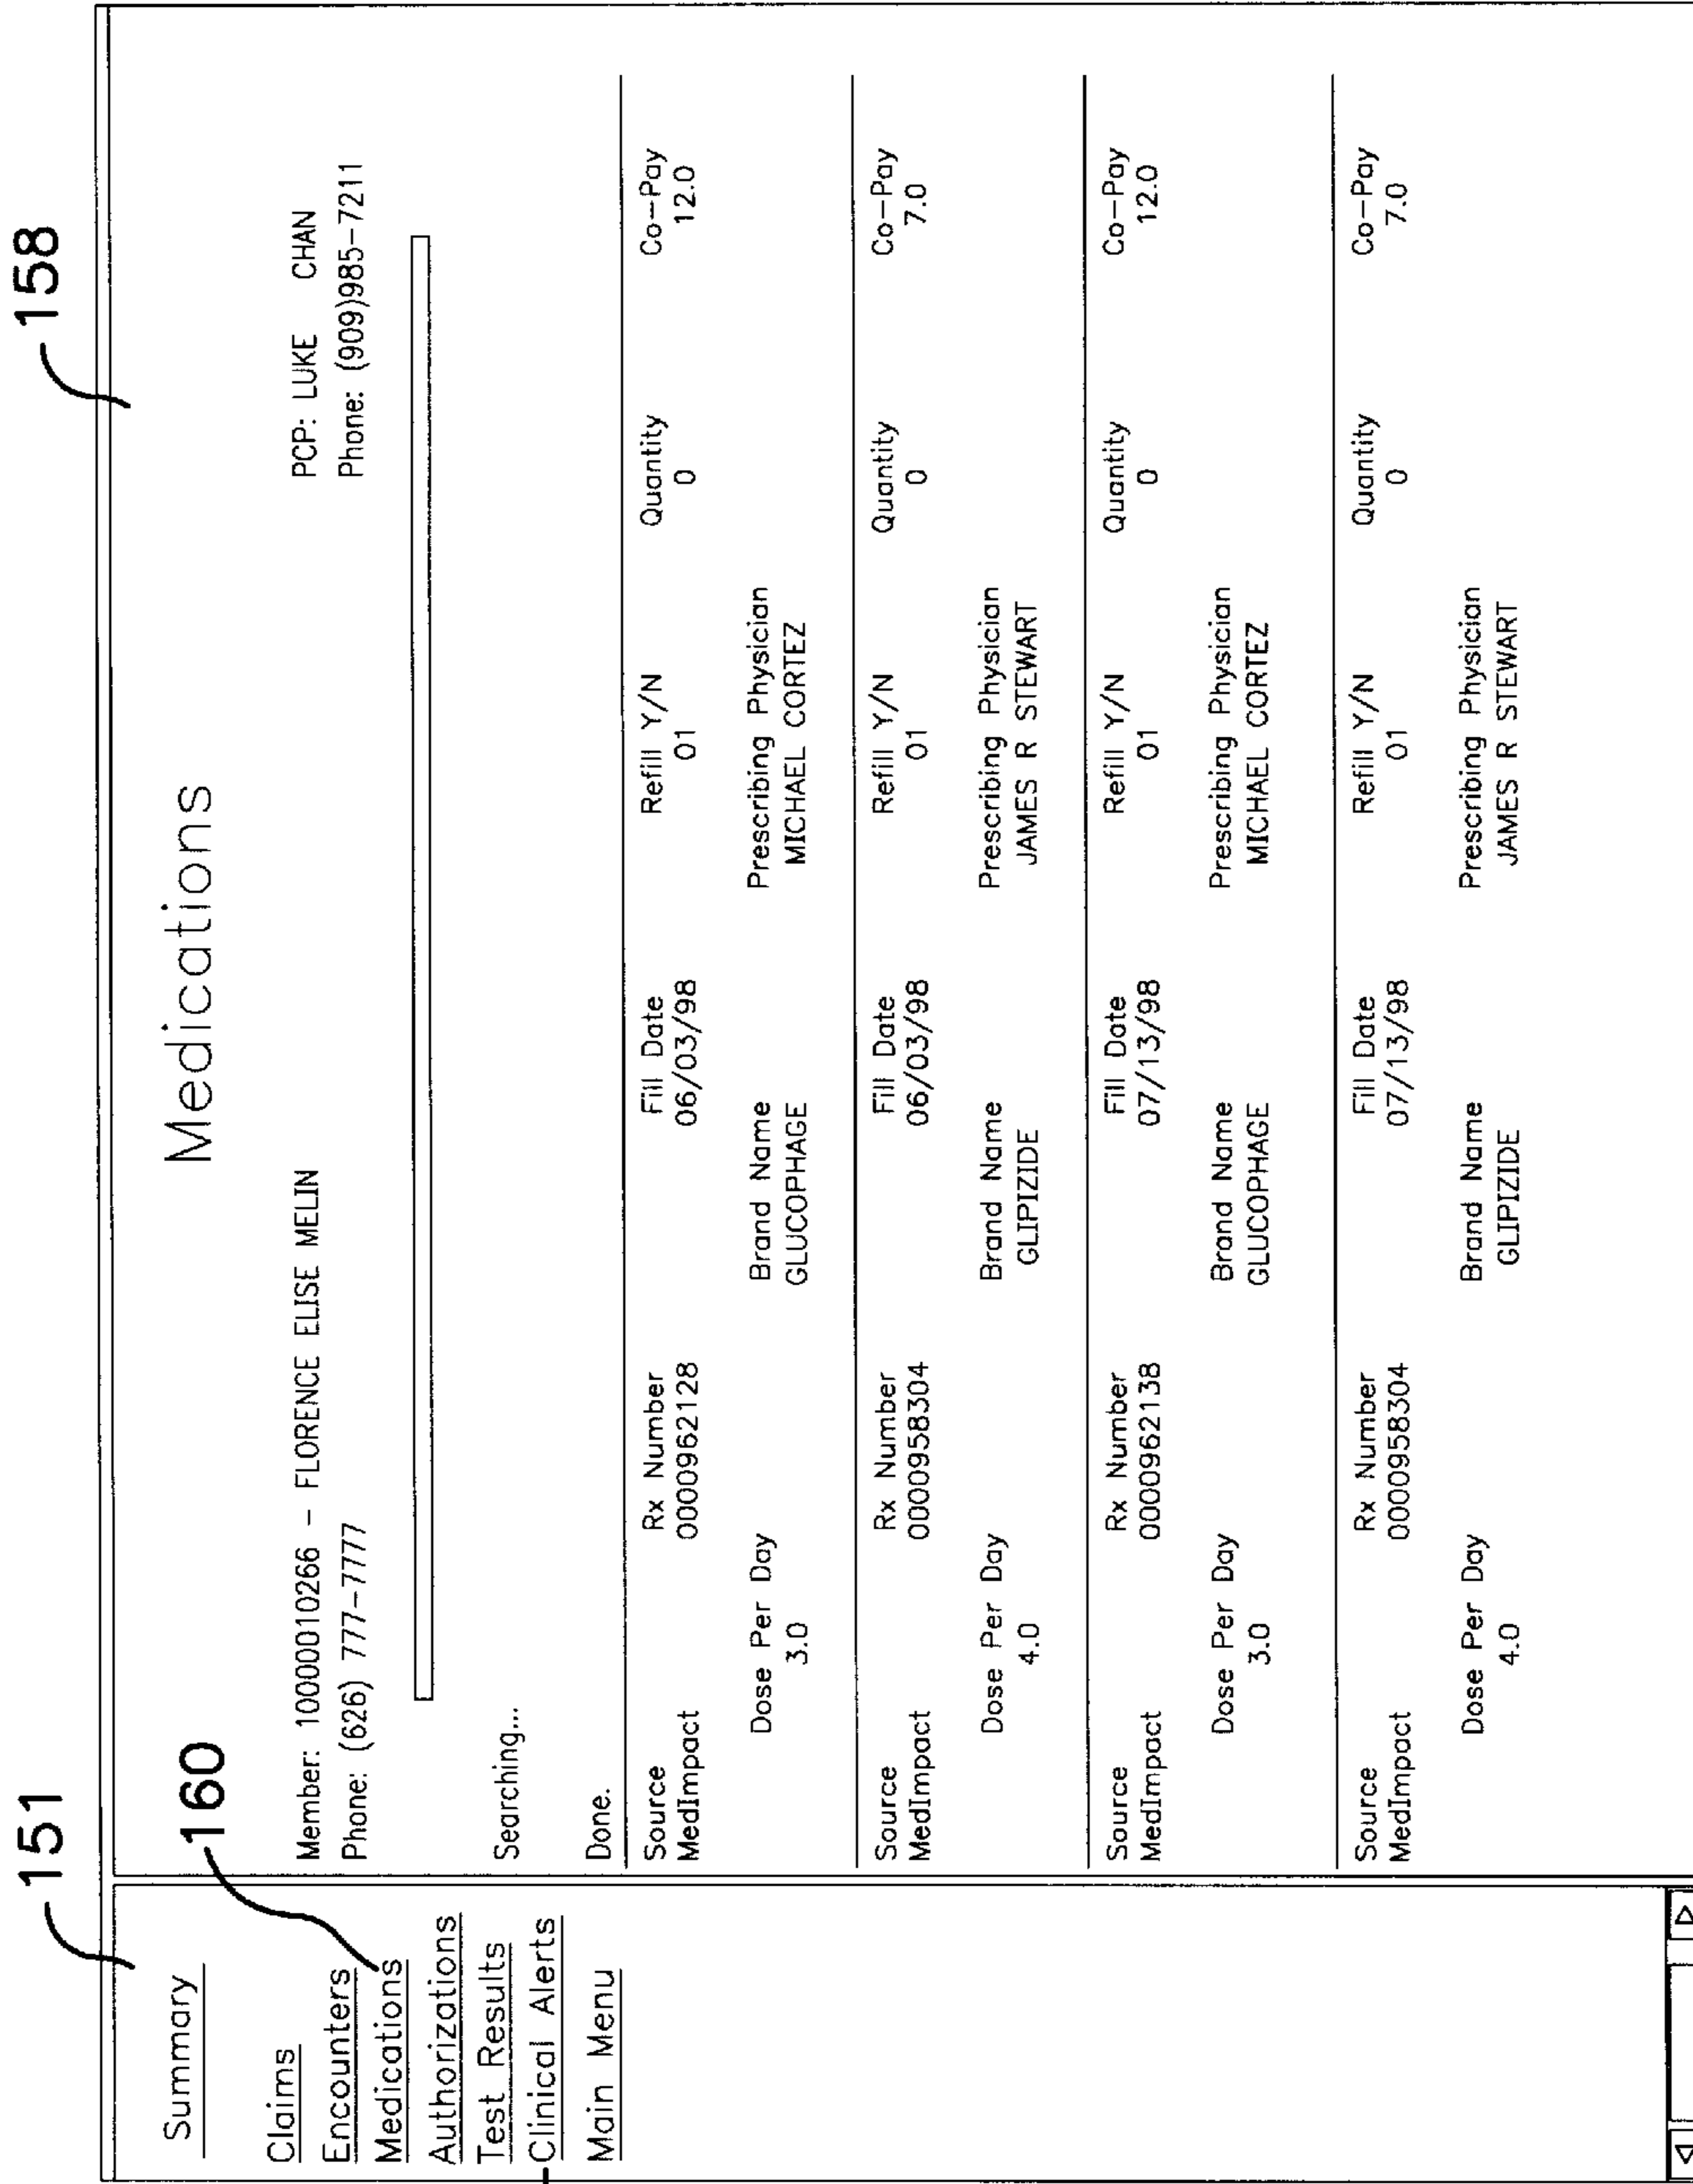 151
158
160
Summary
Claims
Encounters
Medications
Authorizations
Test Results
Clinical Alerts
Main Menu
Medications
Member: 1000010266 - FLORENCE ELISE MELIN PCP: LUKE CHAN
Phone: (626) 777-7777 Phone: (909)985-7211
Searching...
Done.
Source Rx Number Fill Date Refill Y/N Quantity Co-Pay
MedImpact 0000962128 06/03/98 01 0 12.0
Dose Per Day Brand Name Prescribing Physician
3.0 GLUCOPHAGE MICHAEL CORTEZ
Source Rx Number Fill Date Refill Y/N Quantity Co-Pay
MedImpact 0000958304 06/03/98 01 0 7.0
Dose Per Day Brand Name Prescribing Physician
4.0 GLIPIZIDE JAMES R STEWART
Source Rx Number Fill Date Refill Y/N Quantity Co-Pay
MedImpact 0000962138 07/13/98 01 0 12.0
Dose Per Day Brand Name Prescribing Physician
3.0 GLUCOPHAGE MICHAEL CORTEZ
Source Rx Number Fill Date Refill Y/N Quantity Co-Pay
MedImpact 0000958304 07/13/98 01 0 7.0
Dose Per Day Brand Name Prescribing Physician
4.0 GLIPIZIDE JAMES R STEWART